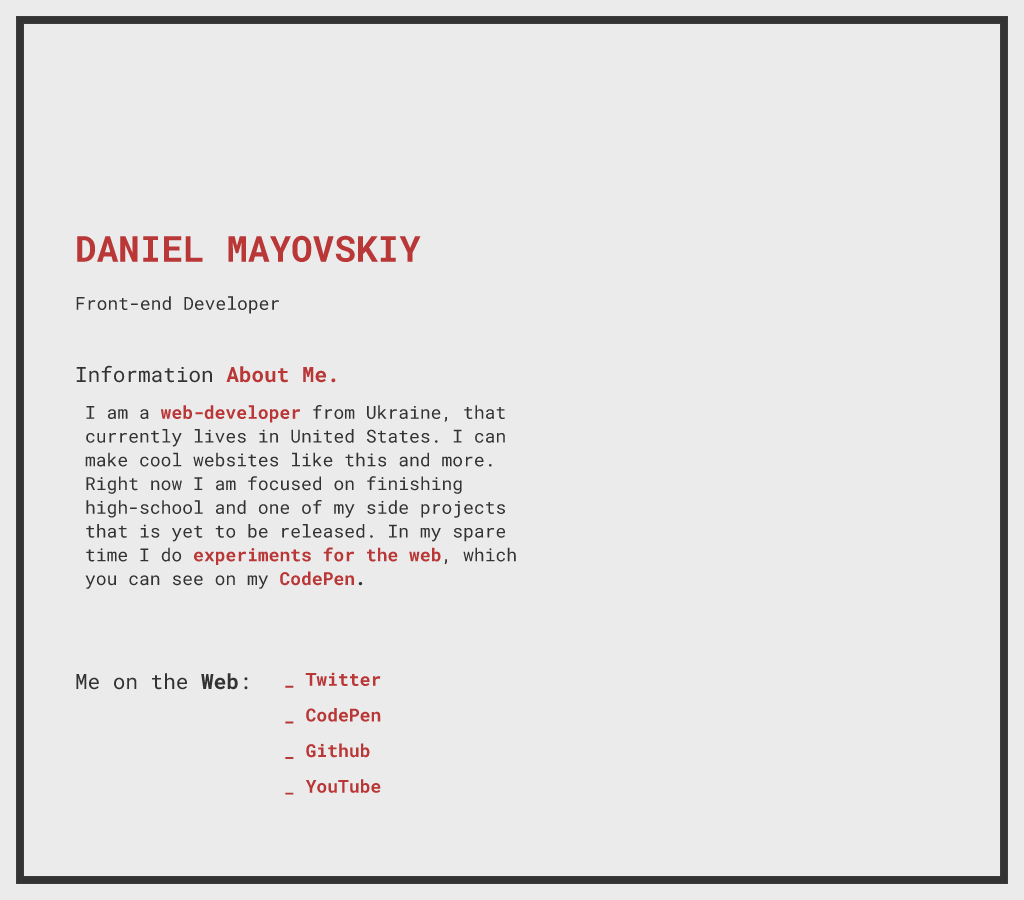 DANIEL MAYOVSKIY
Front-end Developer
Information About Me.
I am a web-developer from Ukraine, that
currently lives in United States. I can
make cool websites like this and more.
Right now I am focused on finishing
high-school and one of my side projects
that is yet to be released. In my spare
time I do experiments for the web, which
you can see on my CodePen.
Me on the Web:
_ Twitter
_ CodePen
_ Github
_ YouTube